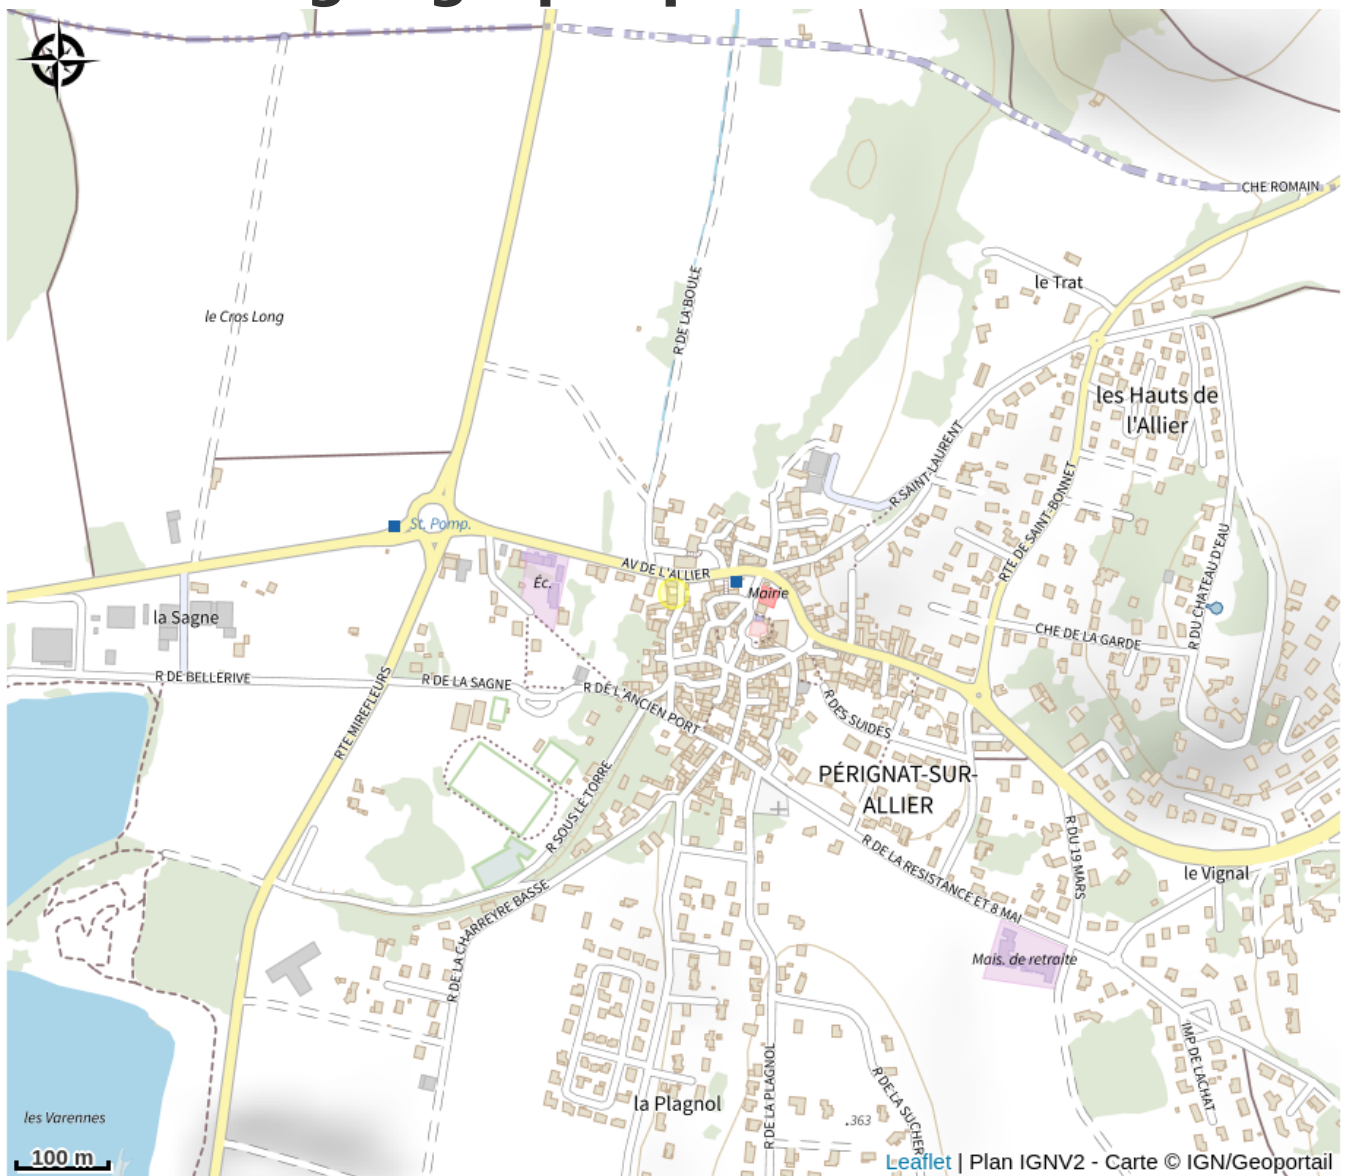 CHE ROMAIN
le Trat
R DE LA BOULE
le Cros Long
les Hauts de
l'Allier
R SAINT-LAURENT
RTE DE SAINT-BONNET
St. Pomp.
R DU CHATEAU D'EAU
AV DE L'ALLIER
Éc.
Mairie
la Sagne
CHE DE LA GARDE
R DE BELLERIVE
R DE LA SAGNE
R DE L'ANCIEN PORT
RTE MIREFLEURS
R DES SUIDES
PÉRIGNAT-SUR-
ALLIER
R SOUS LE TORRE
R DU 19 MARS
R DE LA RESISTANCE ET 8 MAI
le Vignal
R DE LA CHARREYRE BASSE
Mais. de retraite
IMP DE LACHAT
R DE LA PLAGNOL
R DE LA SUCHER
la Plagnol
.363
les Varennes
100 m
Leaflet | Plan IGNV2 - Carte © IGN/Geoportail